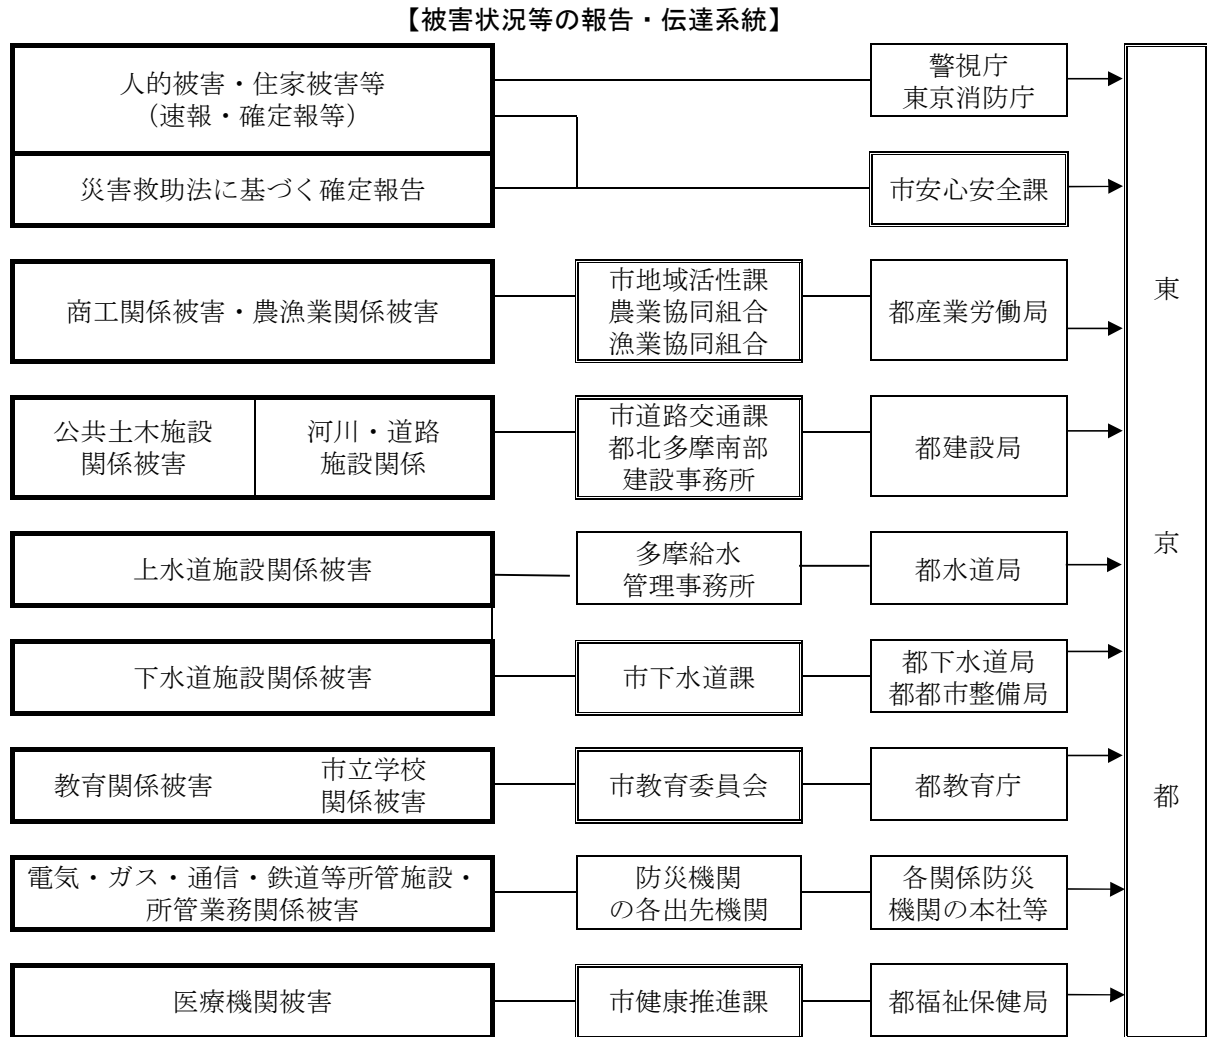 【被害状況等の報告・伝達系統】
人的被害・住家被害等
（速報・確定報等）
警視庁
東京消防庁
災害救助法に基づく確定報告
市安心安全課
商工関係被害・農漁業関係被害
市地域活性課
農業協同組合
漁業協同組合
都産業労働局
公共土木施設
関係被害
河川・道路
施設関係
市道路交通課
都北多摩南部
建設事務所
都建設局
上水道施設関係被害
多摩給水
管理事務所
都水道局
下水道施設関係被害
市下水道課
都下水道局
都都市整備局
教育関係被害
市立学校
関係被害
市教育委員会
都教育庁
電気・ガス・通信・鉄道等所管施設・
所管業務関係被害
防災機関
の各出先機関
各関係防災
機関の本社等
医療機関被害
市健康推進課
都福祉保健局
東京都